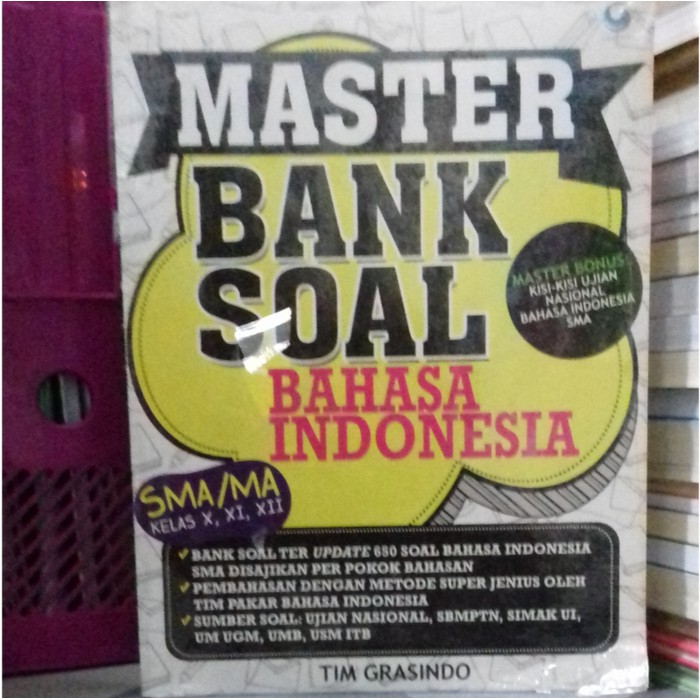 MASTER
BANK
SOAL
BAHASA
INDONESIA
MASTER BONUS:
KISI-KISI UJIAN
NASIONAL
BAHASA INDONESIA
SMA
SMA/MA
KELAS X, XI, XII
BANK SOAL TER UPDATE 680 SOAL BAHASA INDONESIA
SMA DISAJIKAN PER POKOK BAHASAN
PEMBAHASAN DENGAN METODE SUPER JENIUS OLEH
TIM PAKAR BAHASA INDONESIA
SUMBER SOAL: UJIAN NASIONAL, SBMPTN, SIMAK UI,
UM UGM, UMB, USM ITB
TIM GRASINDO